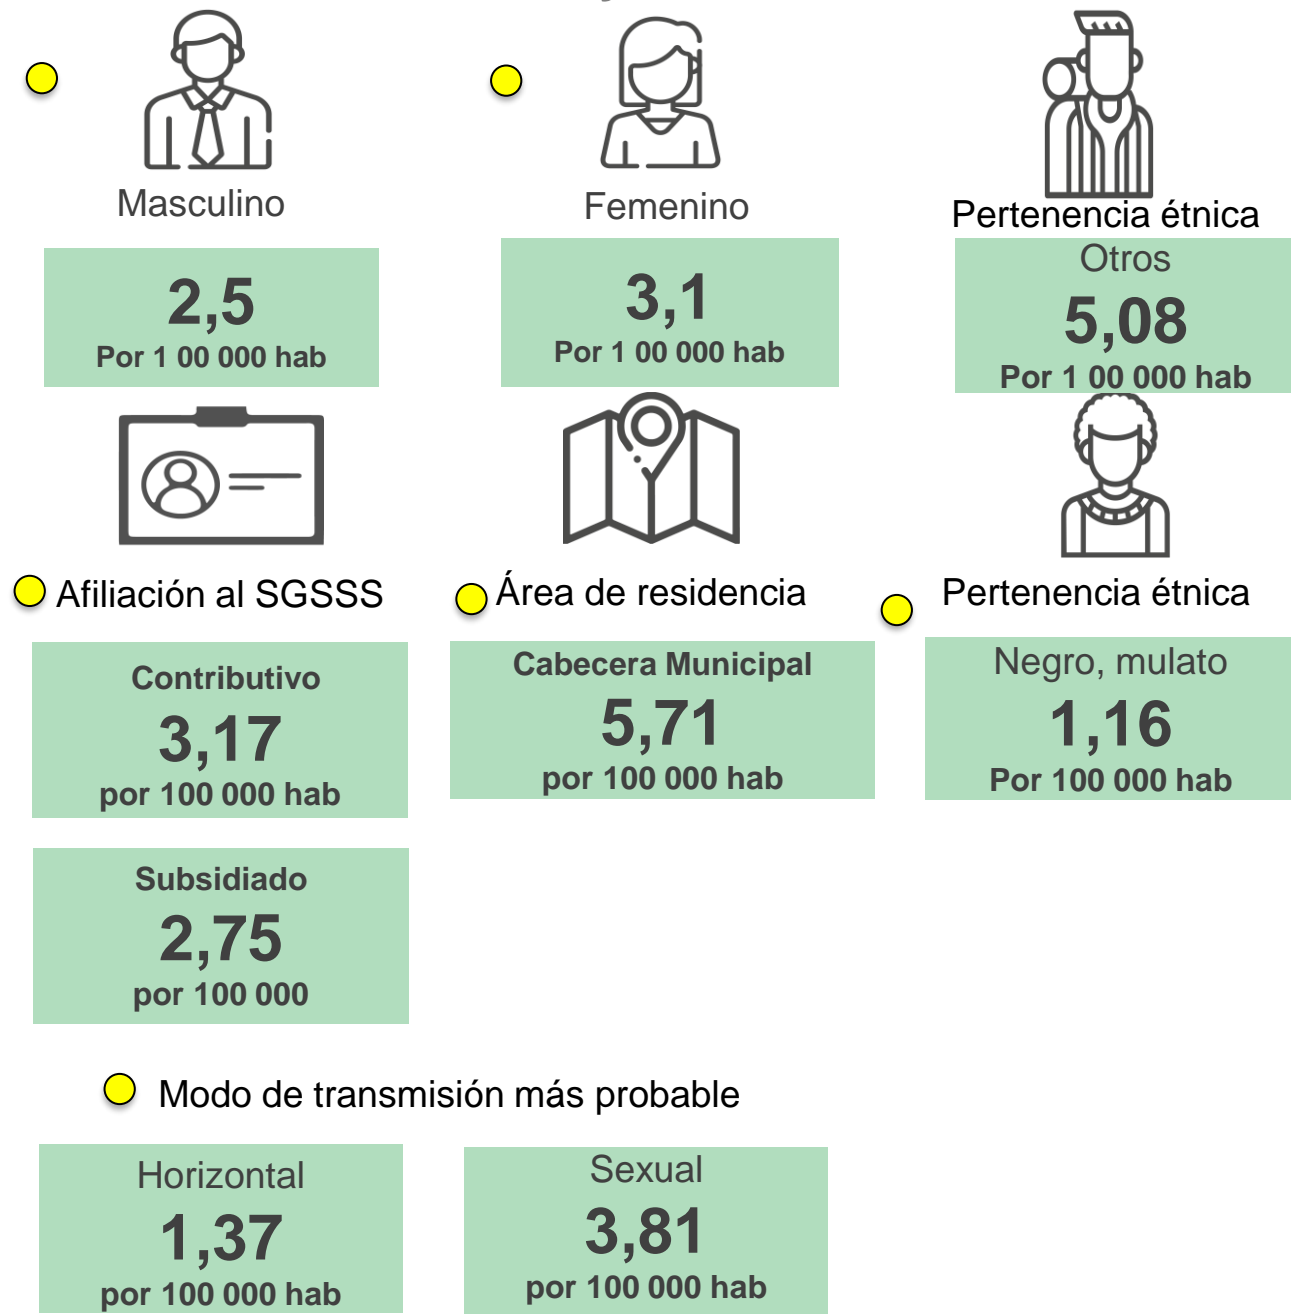 Masculino
2,5
Por 1 00 000 hab
Femenino
3,1
Por 1 00 000 hab
Pertenencia étnica
Otros
5,08
Por 1 00 000 hab
Afiliación al SGSSS
Contributivo
3,17
por 100 000 hab
Subsidiado
2,75
por 100 000
Área de residencia
Cabecera Municipal
5,71
por 100 000 hab
Pertenencia étnica
Negro, mulato
1,16
Por 100 000 hab
Modo de transmisión más probable
Horizontal
1,37
por 100 000 hab
Sexual
3,81
por 100 000 hab